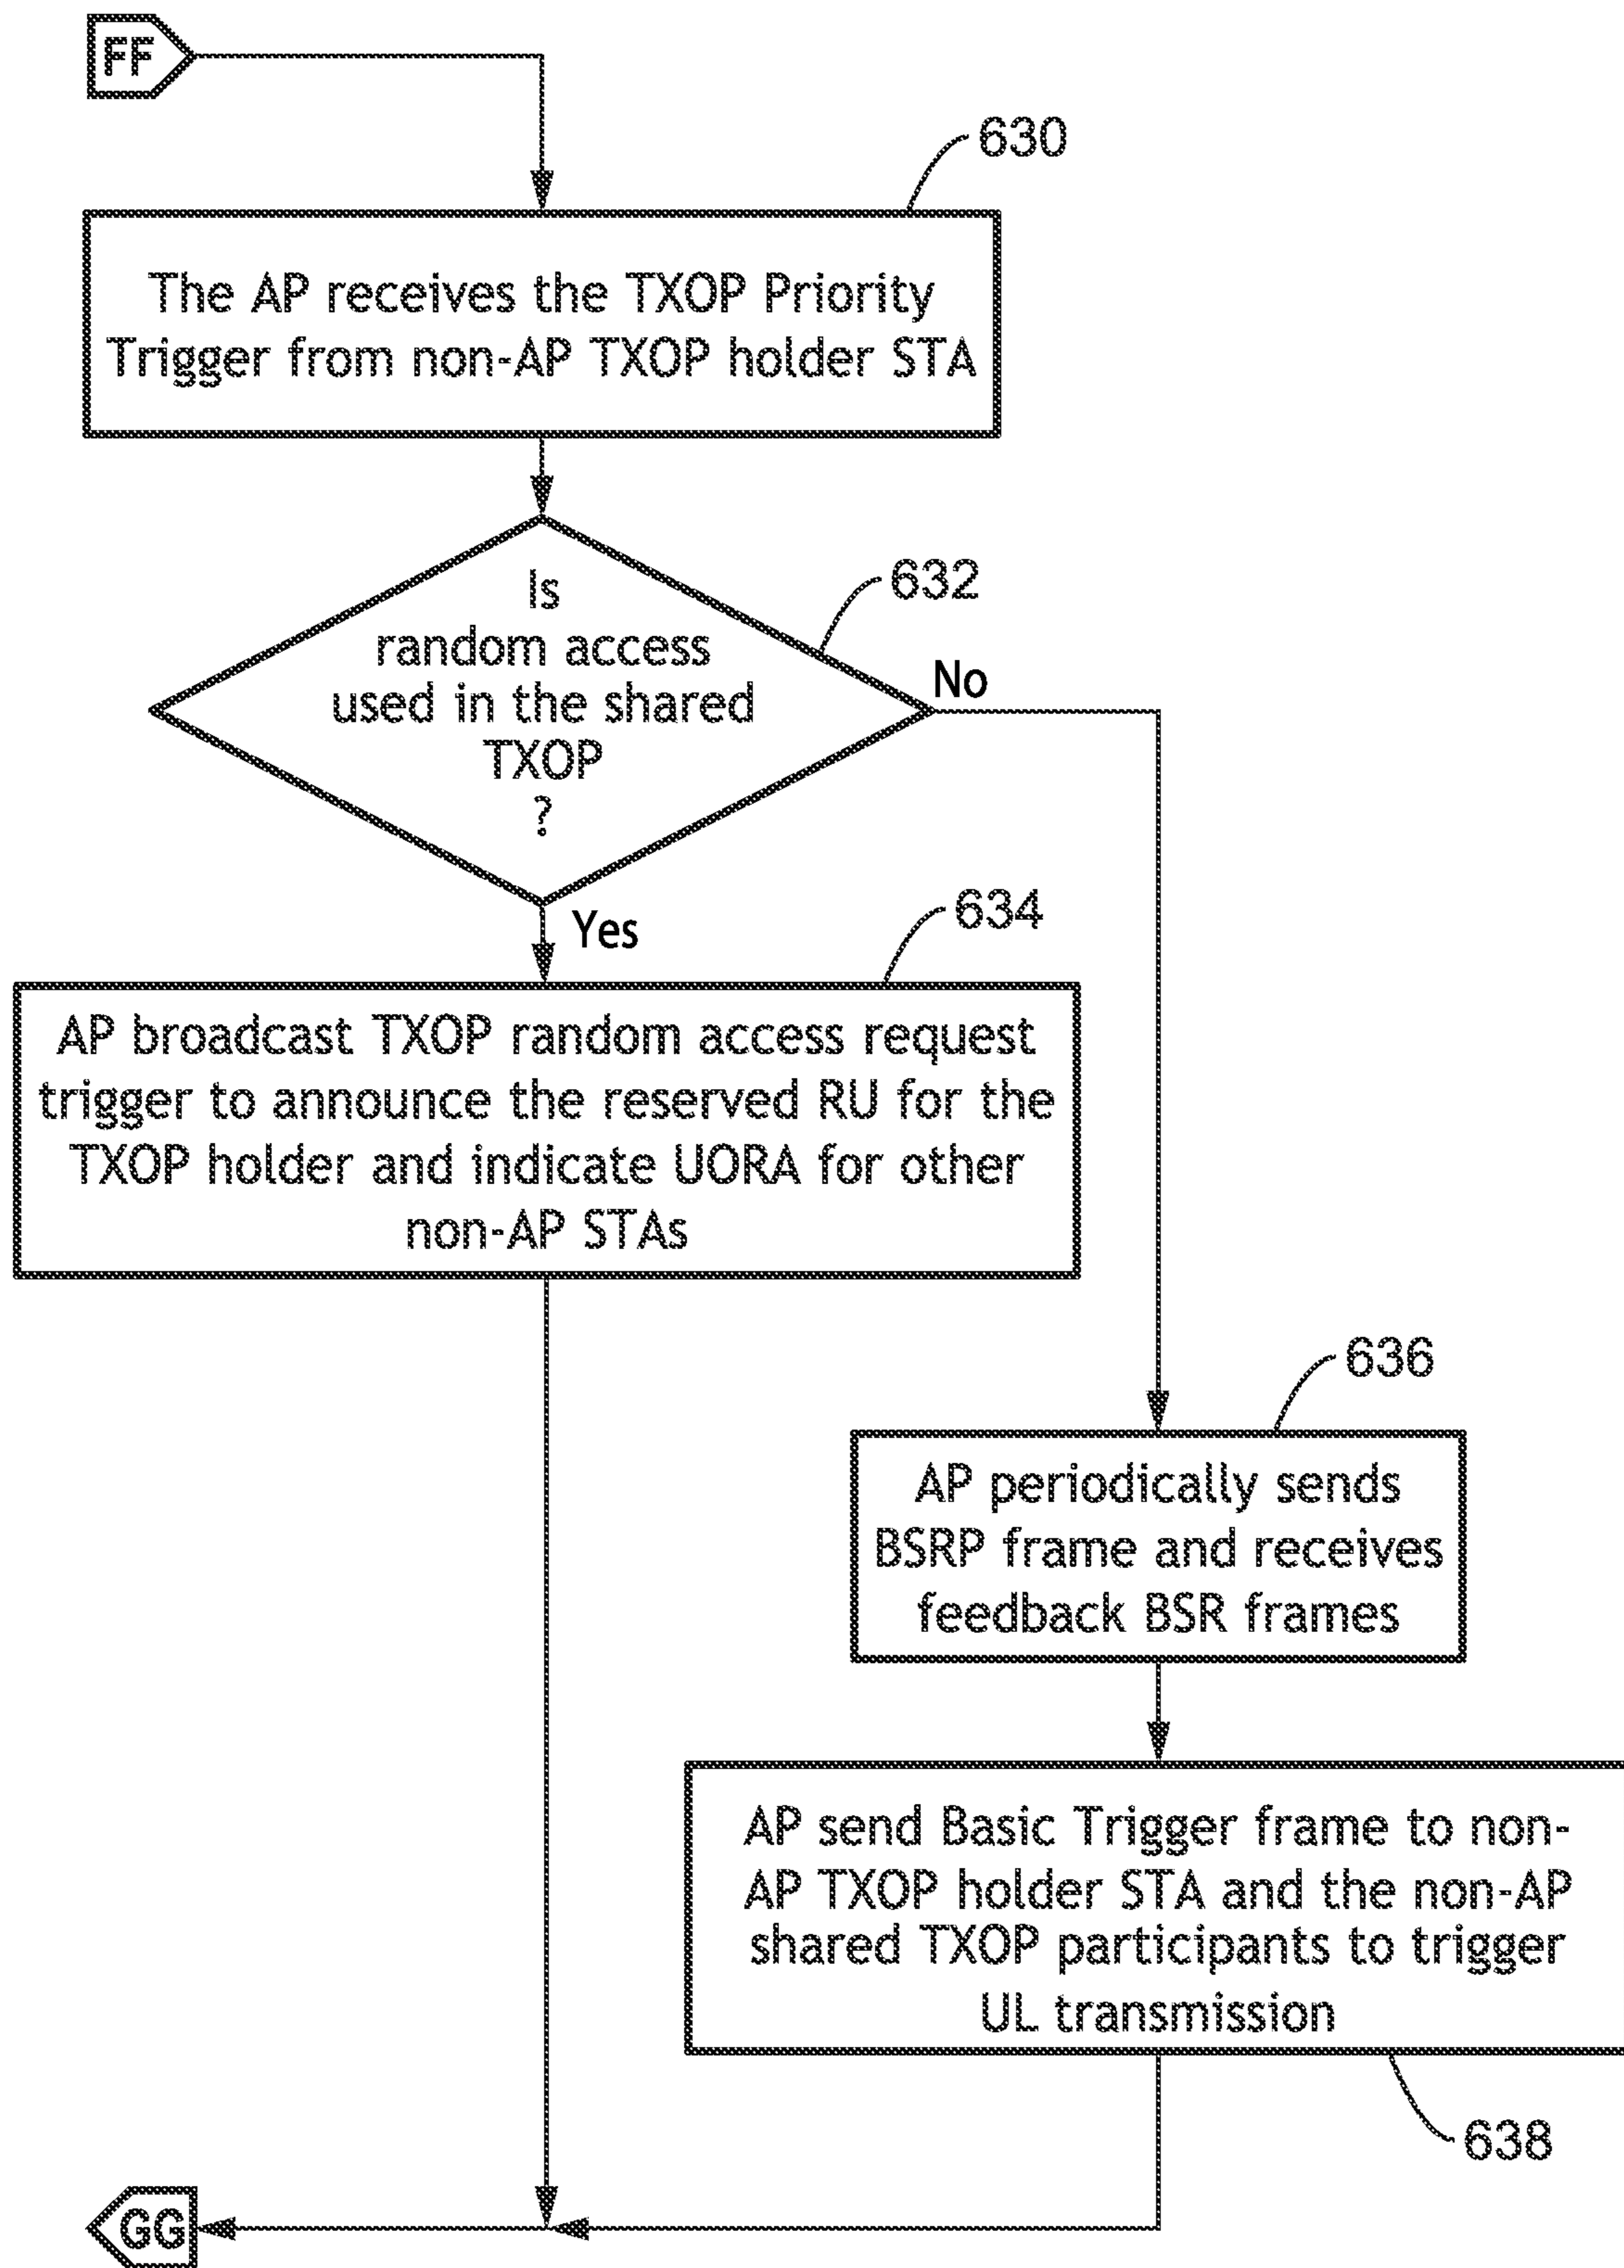 FF
630
The AP receives the TXOP Priority
Trigger from non-AP TXOP holder STA
632
Is
random access
used in the shared
TXOP
?
No
Yes
634
AP broadcast TXOP random access request
trigger to announce the reserved RU for the
TXOP holder and indicate UORA for other
non-AP STAs
636
AP periodically sends
BSRP frame and receives
feedback BSR frames
AP send Basic Trigger frame to non-
AP TXOP holder STA and the non-AP
shared TXOP participants to trigger
UL transmission
638
GG